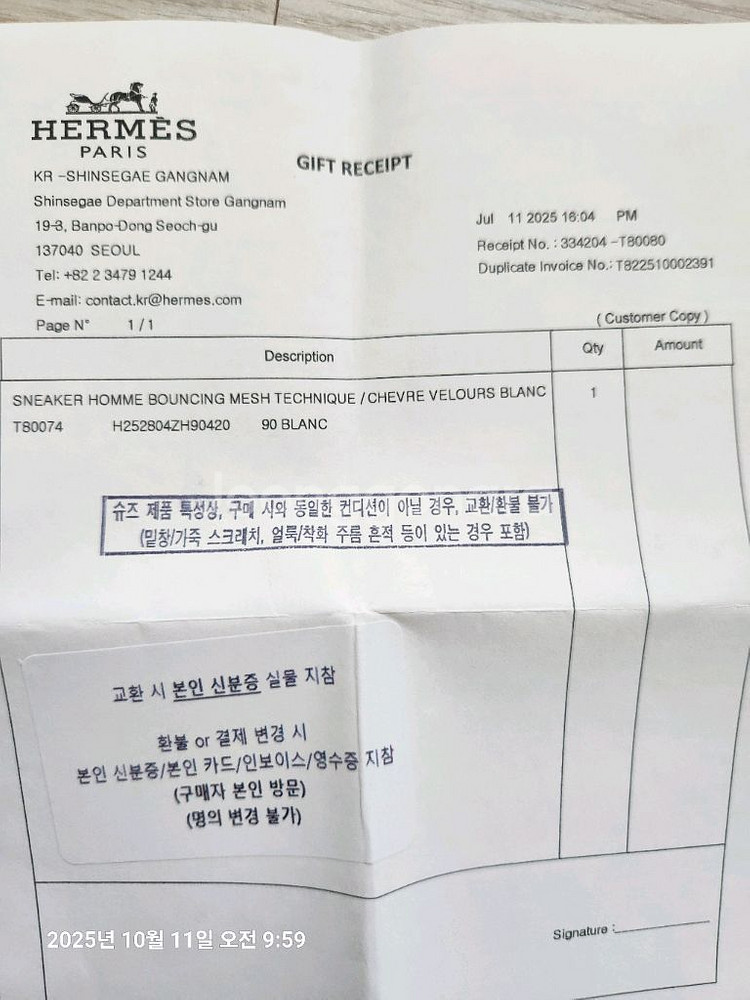 HERMÈS
PARIS
GIFT RECEIPT
KR -SHINSEGAE GANGNAM
Shinsegae Department Store Gangnam
19-3, Banpo-Dong Seoch-gu
137040 SEOUL
Tel: +82 2 3479 1244
E-mail: contact.kr@hermes.com
Page N° 1 / 1
Jul 11 2025 16:04 PM
Receipt No. : 334204 -T80080
Duplicate Invoice No.: T822510002391
( Customer Copy )
Description Qty Amount
SNEAKER HOMME BOUNCING MESH TECHNIQUE / CHEVRE VELOURS BLANC 1
T80074 H252804ZH90420 90 BLANC
슈즈 제품 특성상, 구매 시와 동일한 컨디션이 아닐 경우, 교환/환불 불가
(밑창/가죽 스크래치, 얼룩/착화 주름 흔적 등이 있는 경우 포함)
교환 시 본인 신분증 실물 지참
환불 or 결제 변경 시
본인 신분증/본인 카드/인보이스/영수증 지참
(구매자 본인 방문)
(명의 변경 불가)
Signature :
2025년 10월 11일 오전 9:59